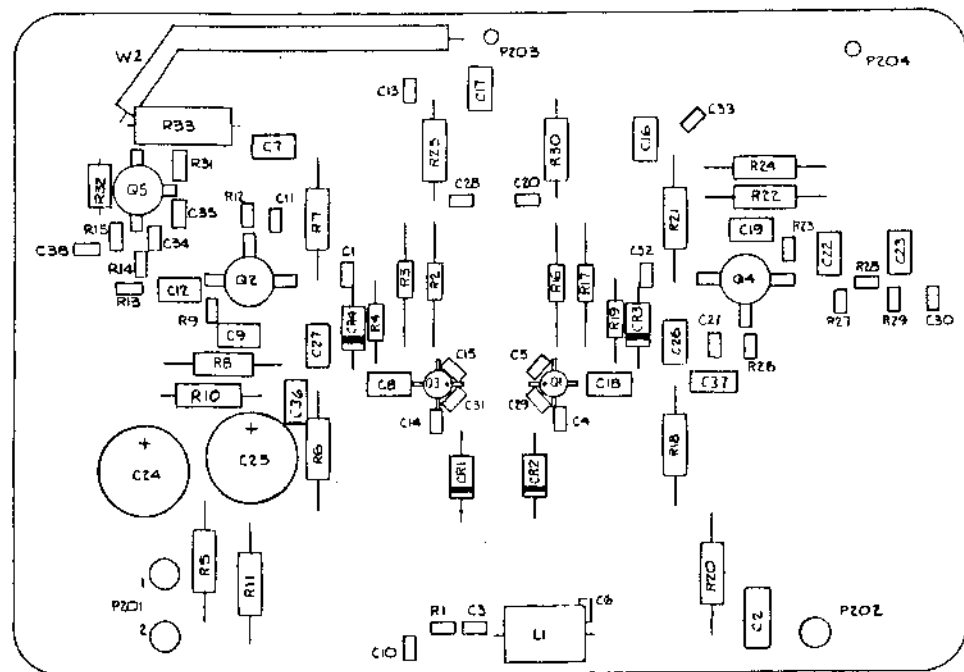 W2
P203
P204
C13
C17
C33
R33
C7
R25
R30
C16
R31
R24
R32
Q5
R12
C11
C28
C20
R22
C35
R7
R21
R15
C34
C19
R23
C22
C23
C38
R14
C1
R3
R2
R16
R17
C32
Q2
Q4
R28
R13
C12
R27
R29
C30
R9
CR4
R4
R19
CR3
C9
C27
C26
C21
R26
R8
C15
C5
C8
Q3
Q1
C18
C37
R10
C36
C31
C29
C14
C4
R6
R18
+
+
C24
C25
CR1
CR2
R5
R11
R20
1
P201
2
R1
C3
L1
C6
C2
P202
C10